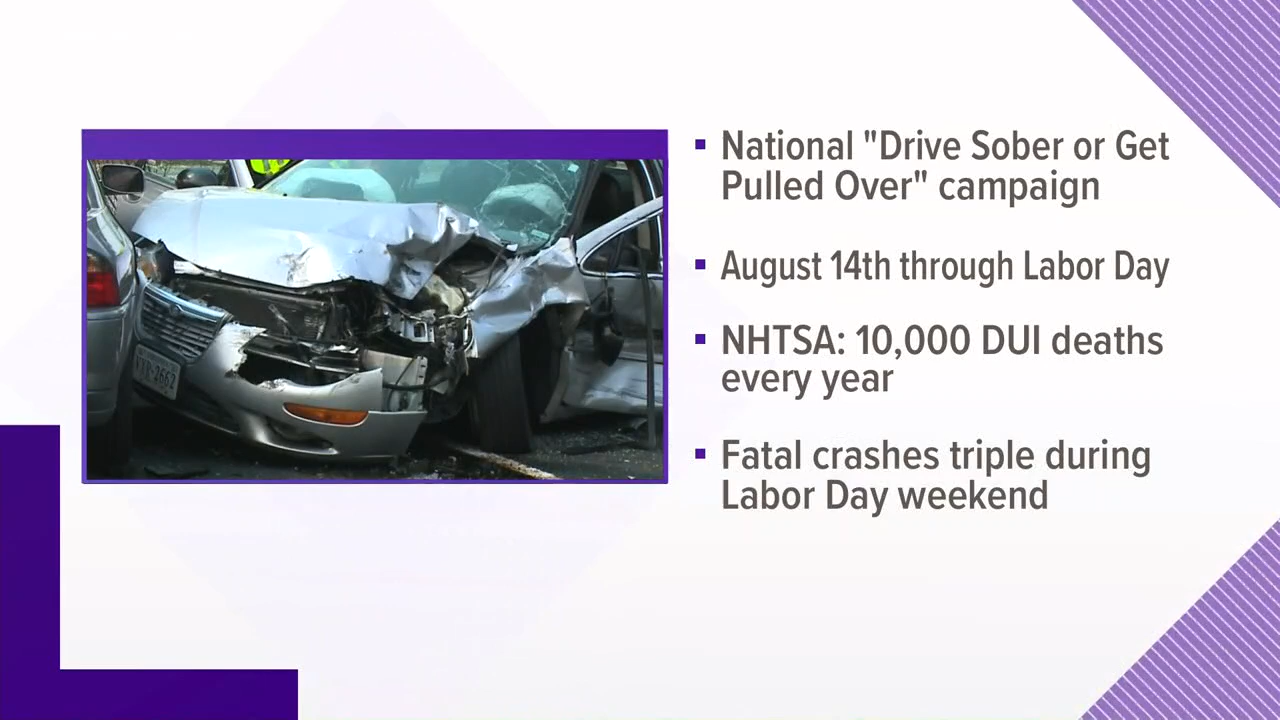 National "Drive Sober or Get
Pulled Over" campaign
August 14th through Labor Day
NHTSA: 10,000 DUI deaths
every year
Fatal crashes triple during
Labor Day weekend